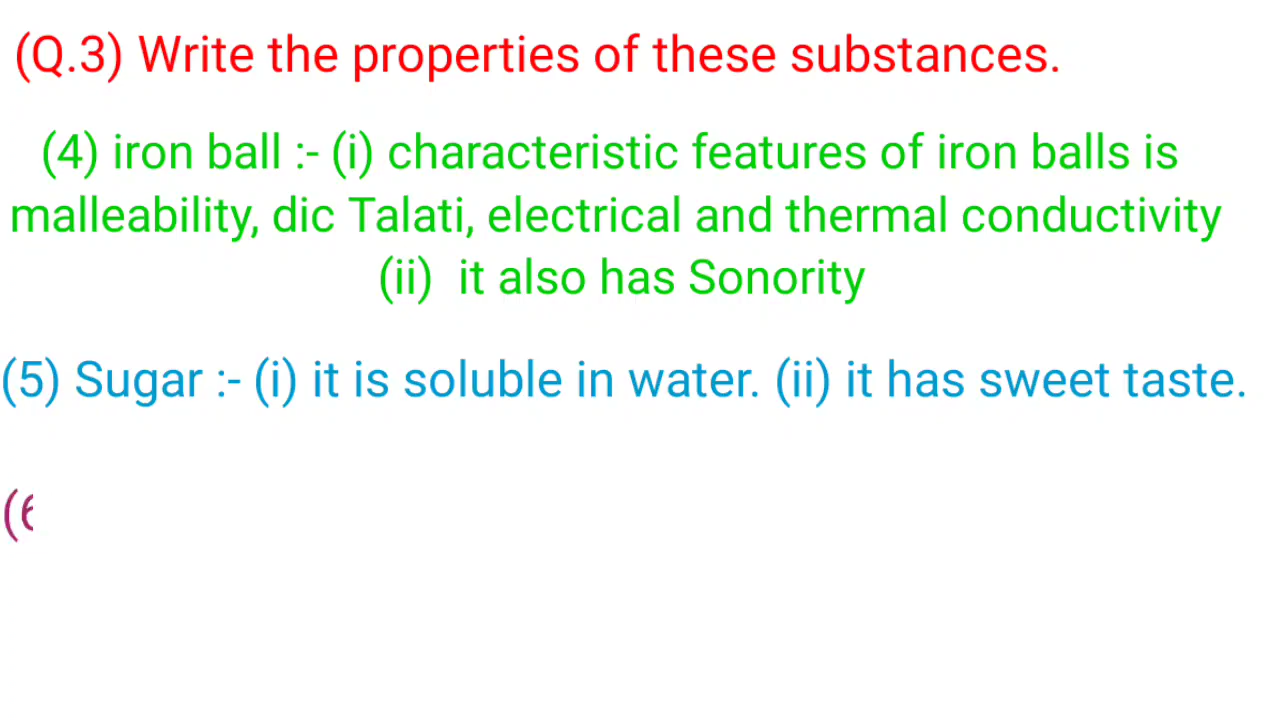 (Q.3) Write the properties of these substances.
(4) iron ball :- (i) characteristic features of iron balls is
malleability, dic Talati, electrical and thermal conductivity
(ii) it also has Sonority
(5) Sugar :- (i) it is soluble in water. (ii) it has sweet taste.